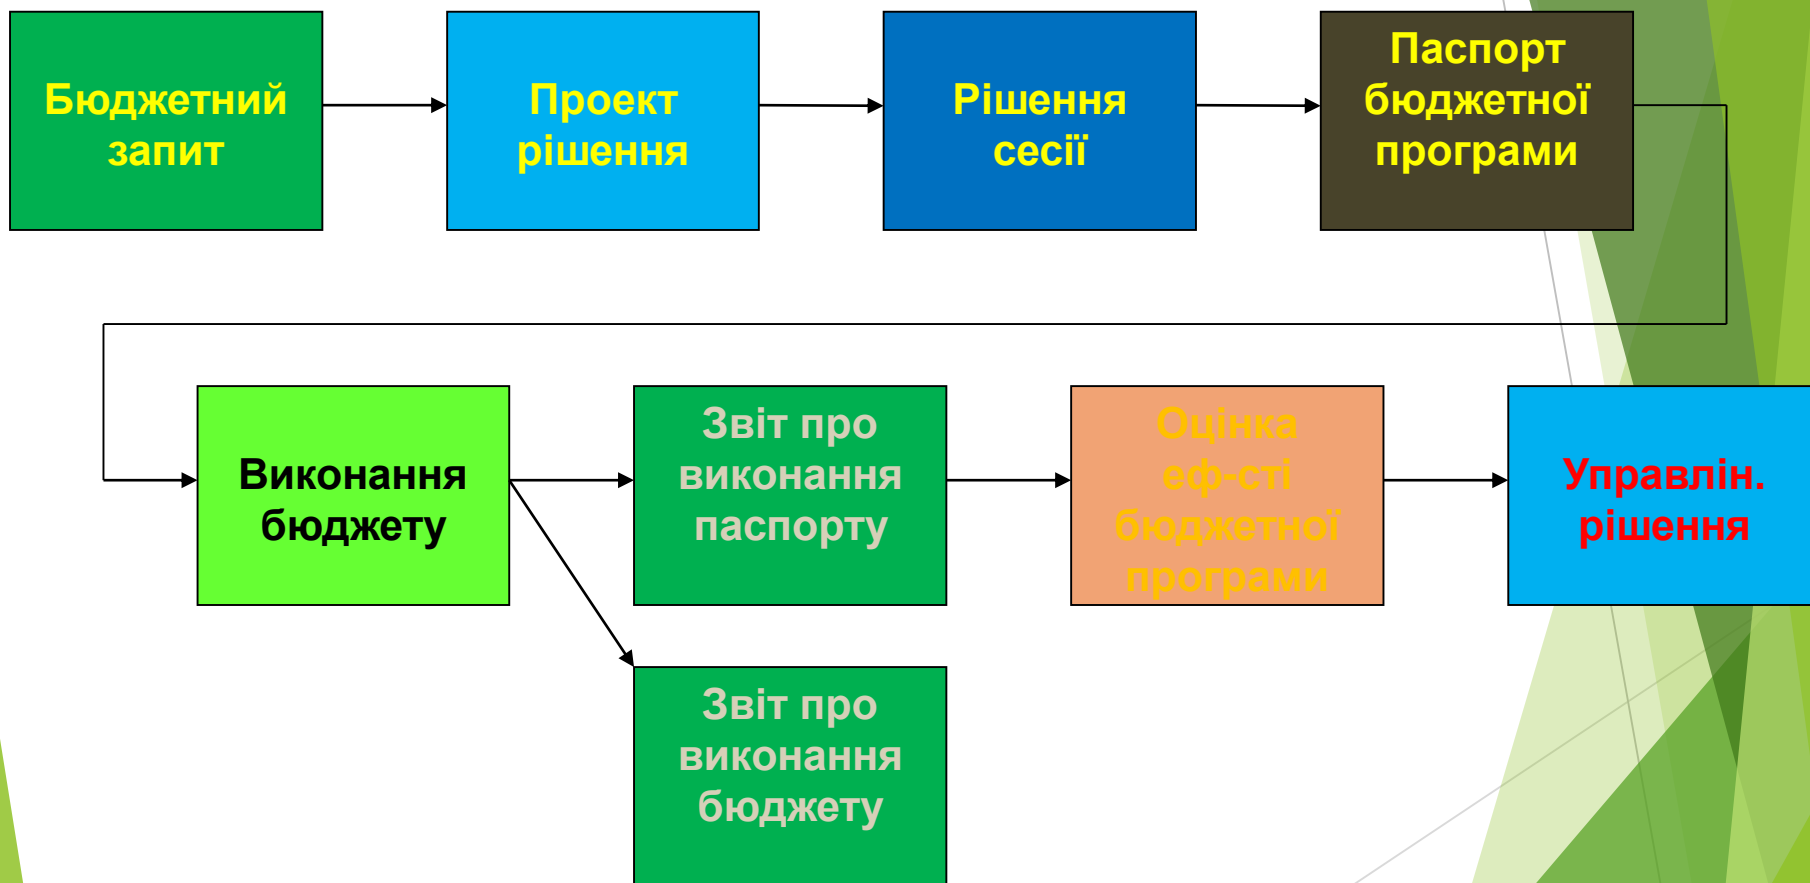 Бюджетний
запит
Проект
рішення
Рішення
сесії
Паспорт
бюджетної
програми
Виконання
бюджету
Звіт про
виконання
паспорту
Оцінка
еф-сті
бюджетної
програми
Управлін.
рішення
Звіт про
виконання
бюджету